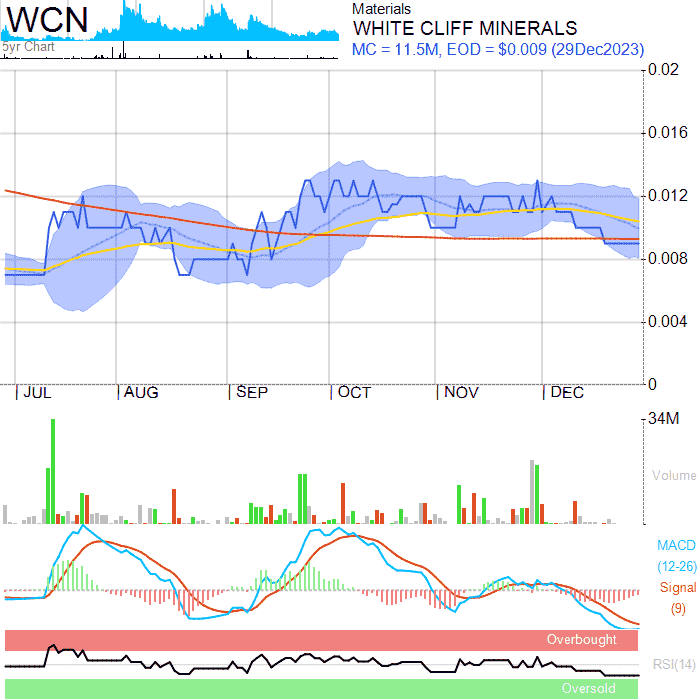 WCN
5yr Chart
Materials
WHITE CLIFF MINERALS
MC = 11.5M, EOD = $0.009 (29Dec2023)
0.02
0.016
0.012
0.008
0.004
0
JUL AUG SEP OCT NOV DEC
34M
Volume
MACD
(12-26)
Signal
(9)
Overbought
RSI(14)
Oversold